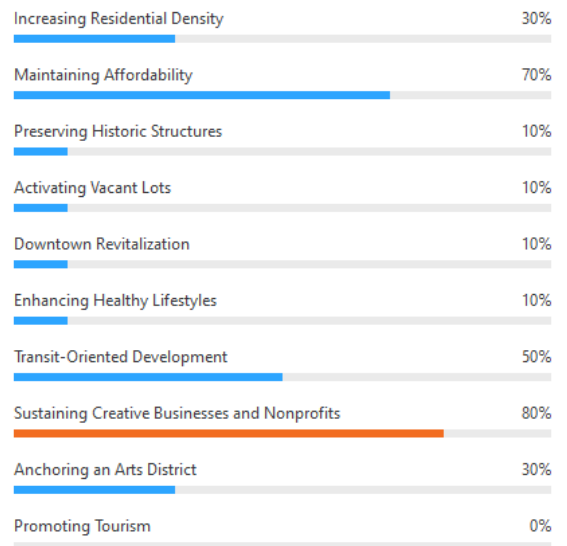 Increasing Residential Density 30%
Maintaining Affordability 70%
Preserving Historic Structures 10%
Activating Vacant Lots 10%
Downtown Revitalization 10%
Enhancing Healthy Lifestyles 10%
Transit-Oriented Development 50%
Sustaining Creative Businesses and Nonprofits 80%
Anchoring an Arts District 30%
Promoting Tourism 0%